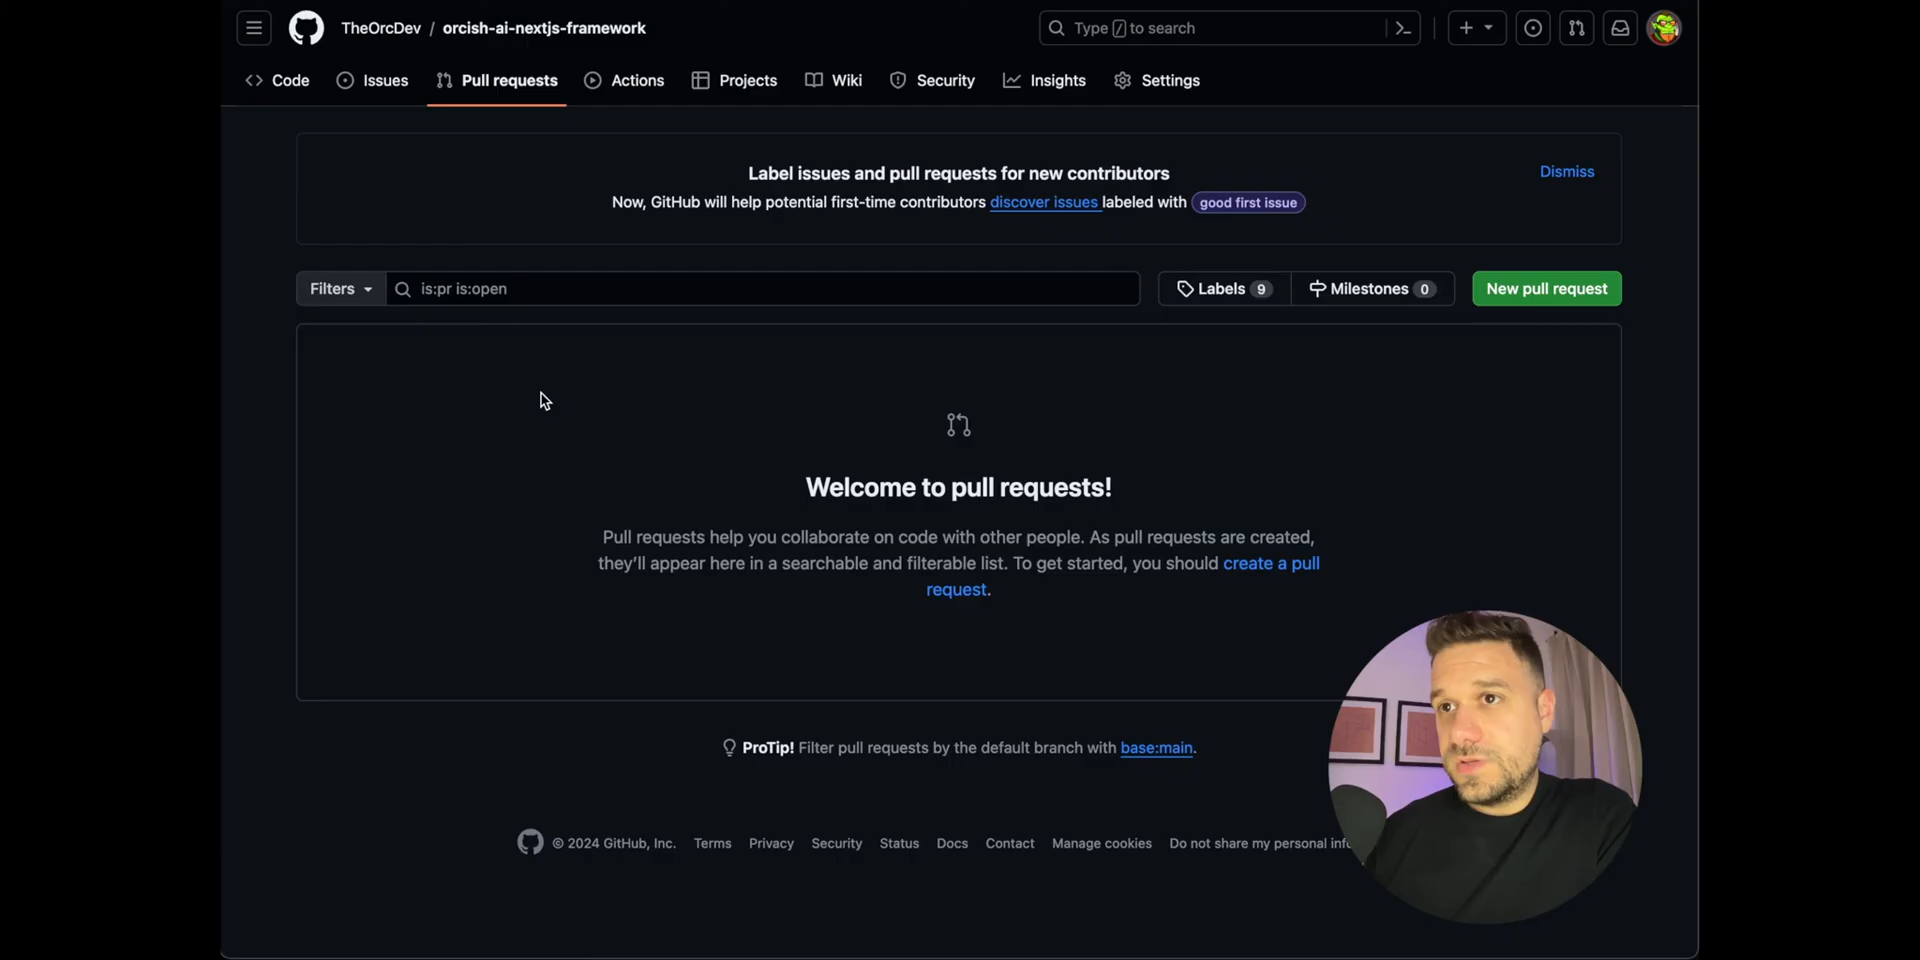 TheOrcDev / orcish-ai-nextjs-framework
Type / to search
Code
Issues
Pull requests
Actions
Projects
Wiki
Security
Insights
Settings
Label issues and pull requests for new contributors
Dismiss
Now, GitHub will help potential first-time contributors discover issues labeled with good first issue
Filters
is:pr is:open
Labels 9
Milestones 0
New pull request
Welcome to pull requests!
Pull requests help you collaborate on code with other people. As pull requests are created,
they'll appear here in a searchable and filterable list. To get started, you should create a pull
request.
ProTip! Filter pull requests by the default branch with base:main.
© 2024 GitHub, Inc.
Terms
Privacy
Security
Status
Docs
Contact
Manage cookies
Do not share my personal